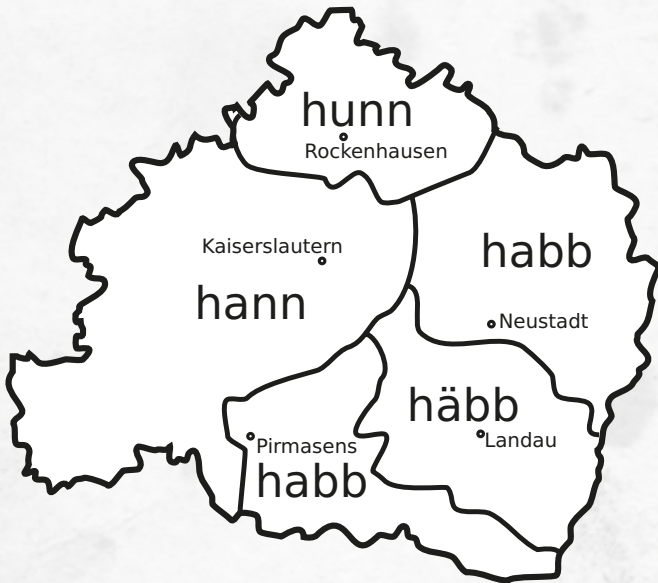 hunn
Rockenhausen
Kaiserslautern
habb
hann
Neustadt
häbb
Landau
Pirmasens
habb